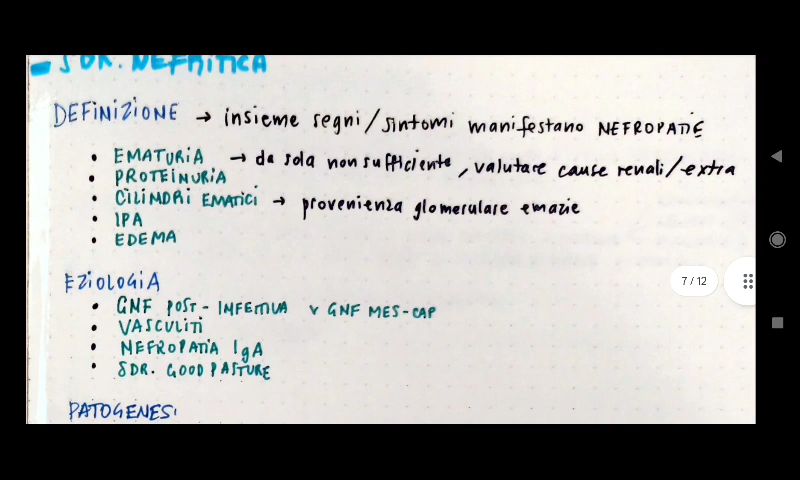 - SDR. NEFRITICA
DEFINIZIONE → insieme segni/sintomi manifestano NEFROPATIE
• EMATURIA → da sola non sufficiente, valutare cause renali/extra
• PROTEINURIA
• CILINDRI EMATICI → provenienza glomerulare emazie
• IPA
• EDEMA
EZIOLOGIA
7 / 12
• GNF POST-INFETTIVA v GNF MES-CAP
• VASCULITI
• NEFROPATIA IgA
• SDR. GOODPASTURE
PATOGENESI